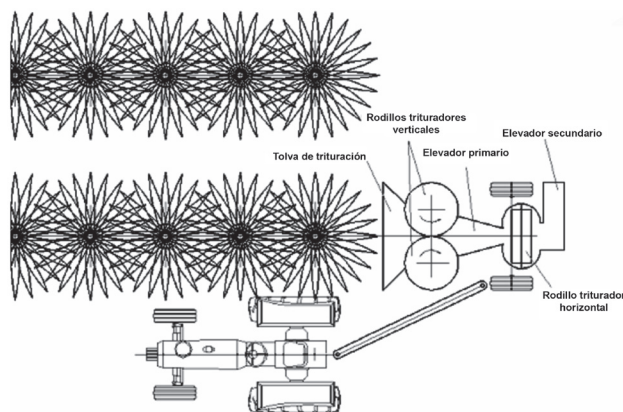 Rodillos trituradores
verticales
Elevador secundario
Elevador primario
Tolva de trituración
Rodillo triturador
horizontal